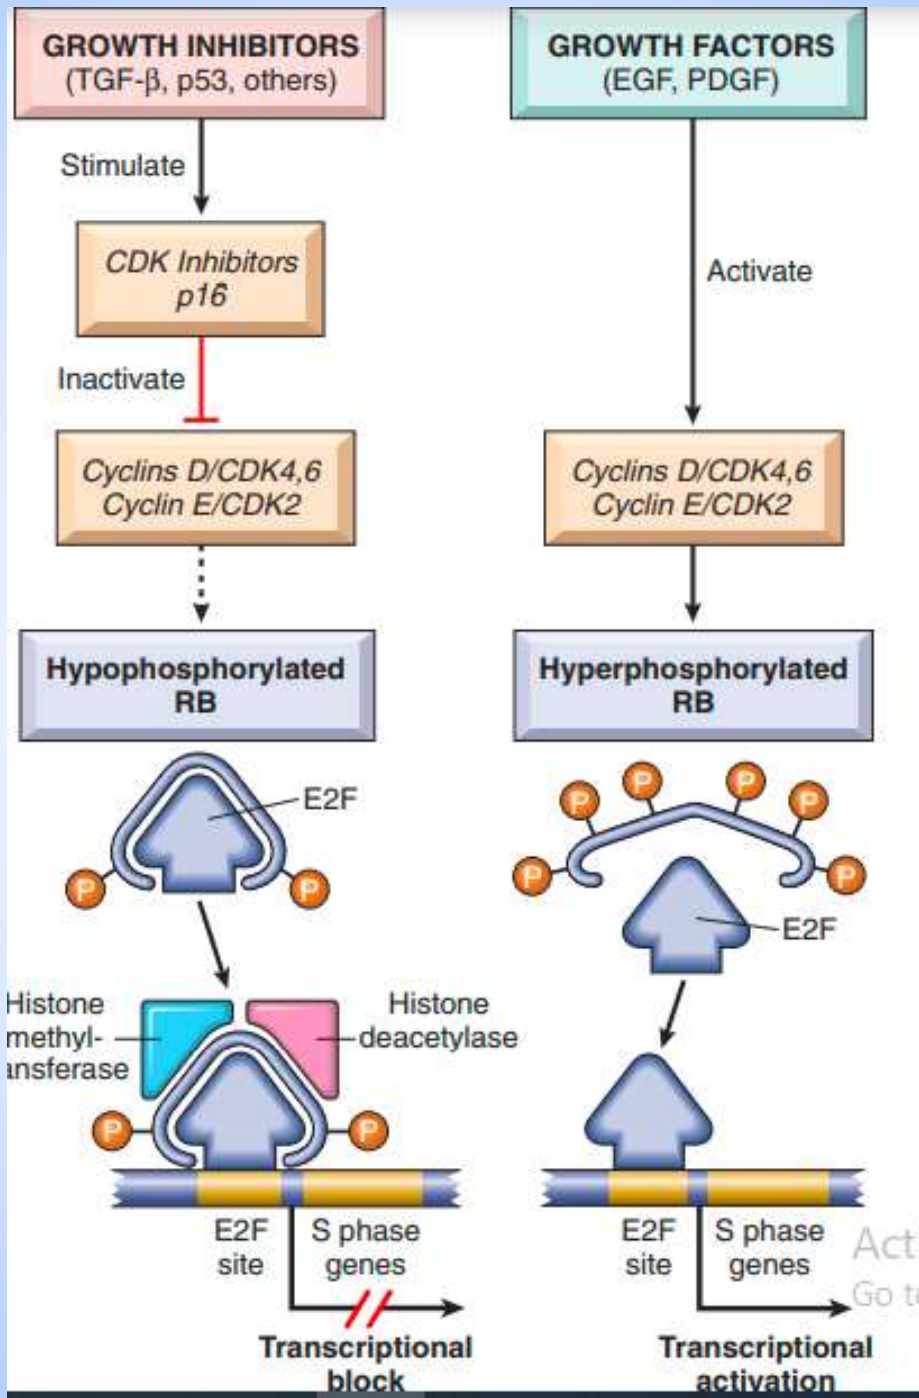 GROWTH INHIBITORS
(TGF-β, p53, others)
Stimulate
CDK Inhibitors
p16
Inactivate
Cyclins D/CDK4,6
Cyclin E/CDK2
Hypophosphorylated
RB
E2F
P
P
Histone
methyl-
ansferase
Histone
deacetylase
P
P
E2F
site
S phase
genes
Transcriptional
block
GROWTH FACTORS
(EGF, PDGF)
Activate
Cyclins D/CDK4,6
Cyclin E/CDK2
Hyperphosphorylated
RB
P
P
P
P
P
P
E2F
E2F
site
S phase
genes
Transcriptional
activation
Act
Go t